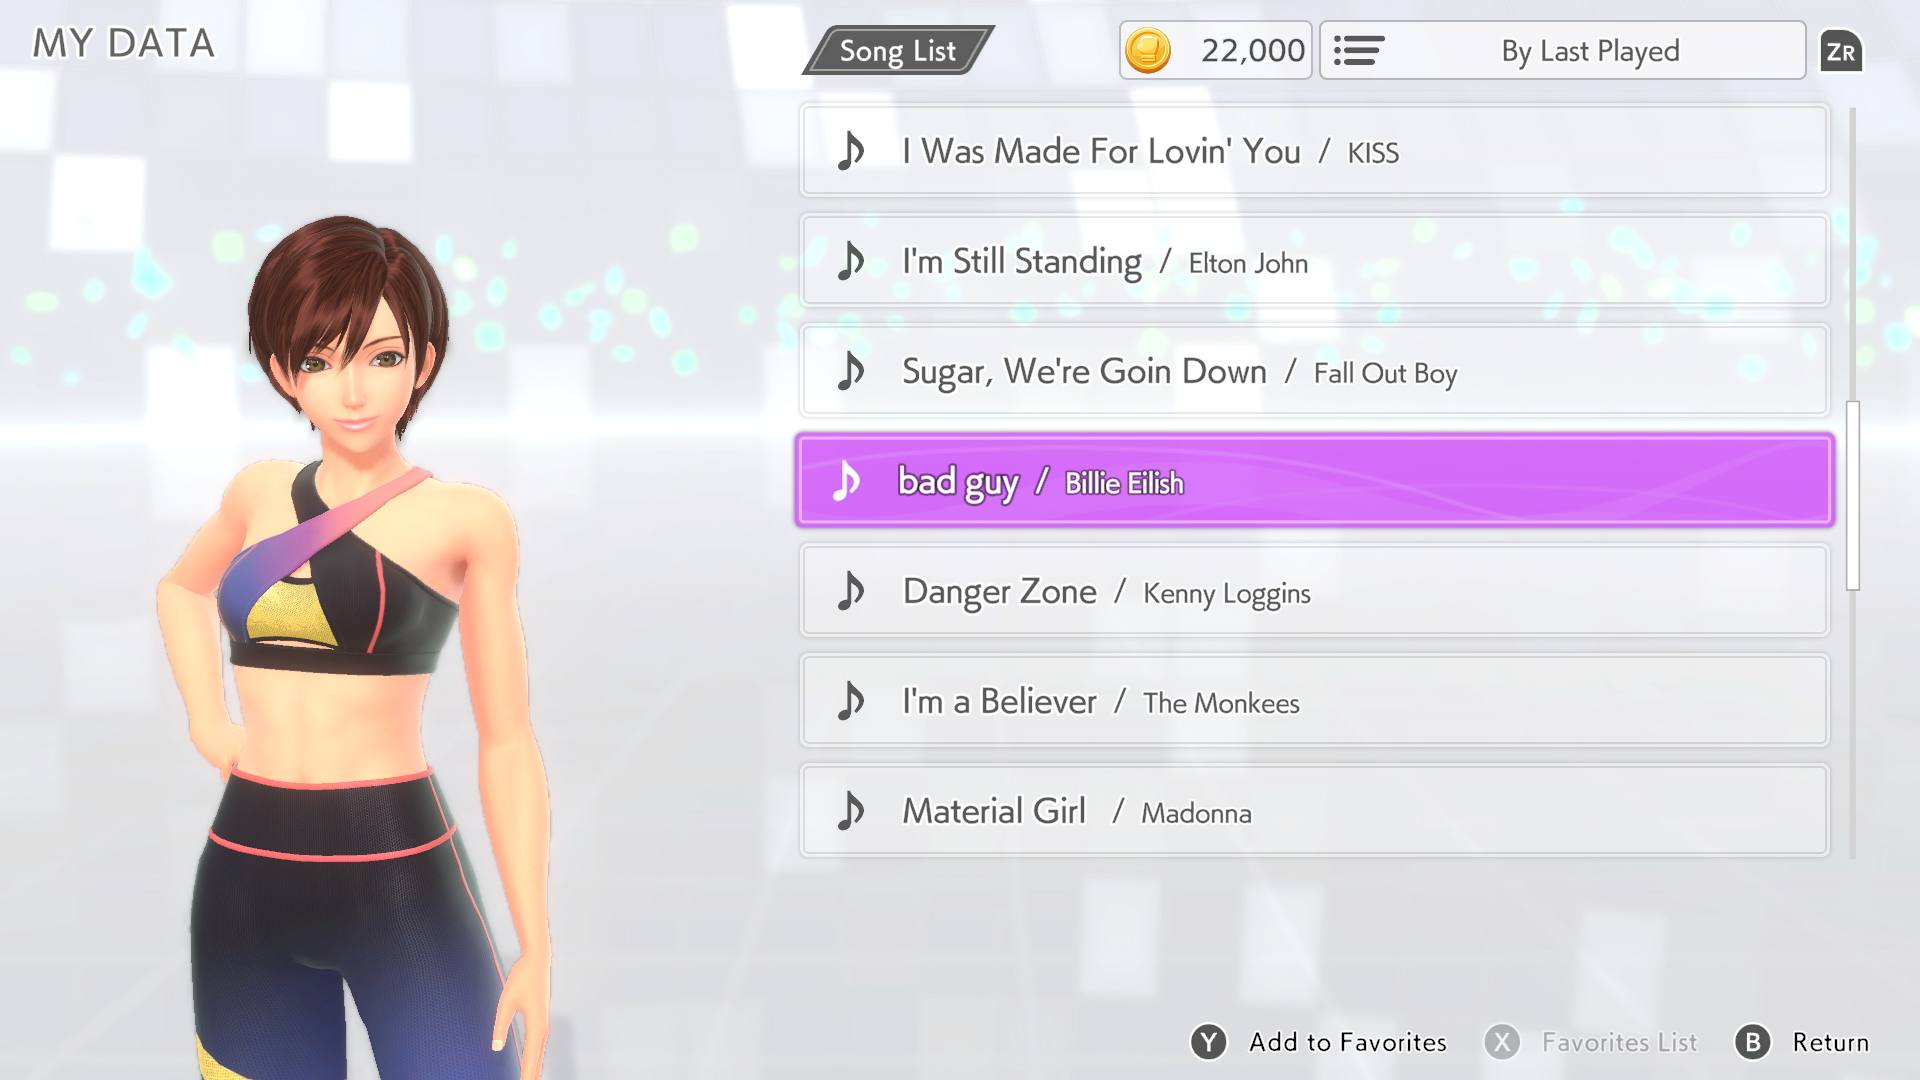 MY DATA
Song List
22,000
By Last Played
ZR
I Was Made For Lovin' You / KISS
I'm Still Standing / Elton John
Sugar, We're Goin Down / Fall Out Boy
bad guy / Billie Eilish
Danger Zone / Kenny Loggins
I'm a Believer / The Monkees
Material Girl / Madonna
Y Add to Favorites X Favorites List B Return